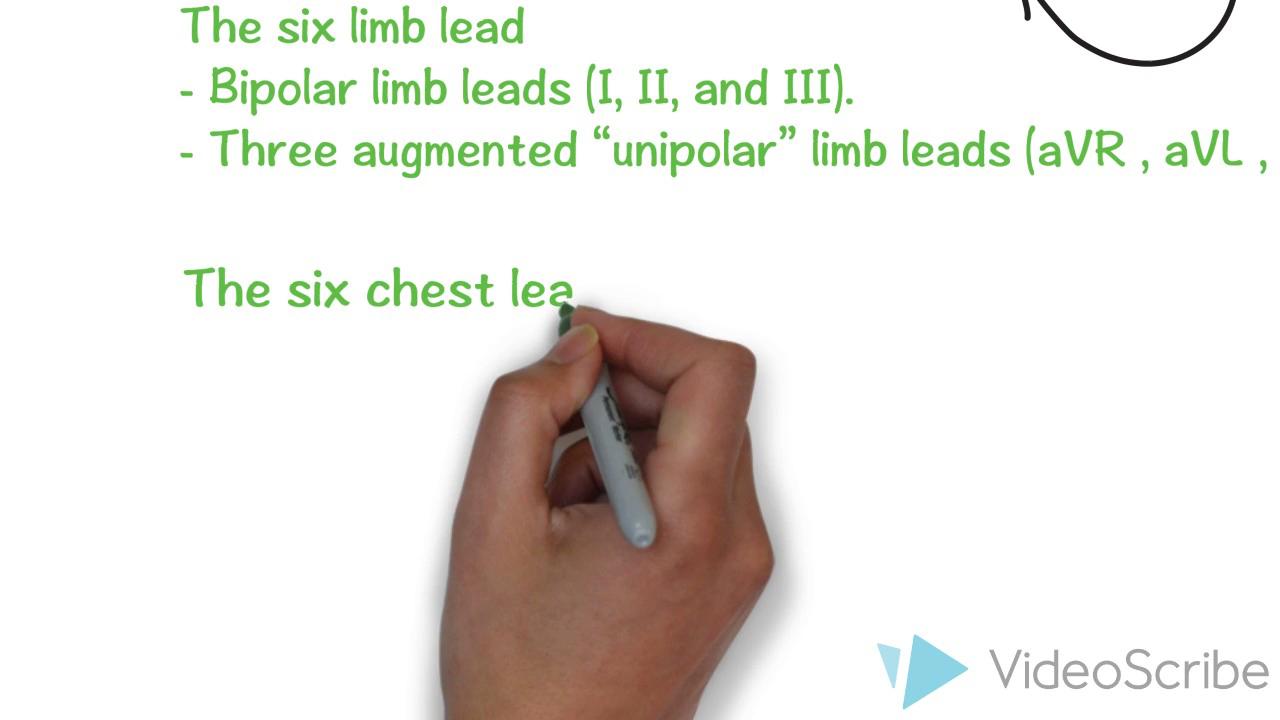 The six limb lead
- Bipolar limb leads (I, II, and III).
- Three augmented “unipolar” limb leads (aVR , aVL ,
The six chest lea
VideoScribe